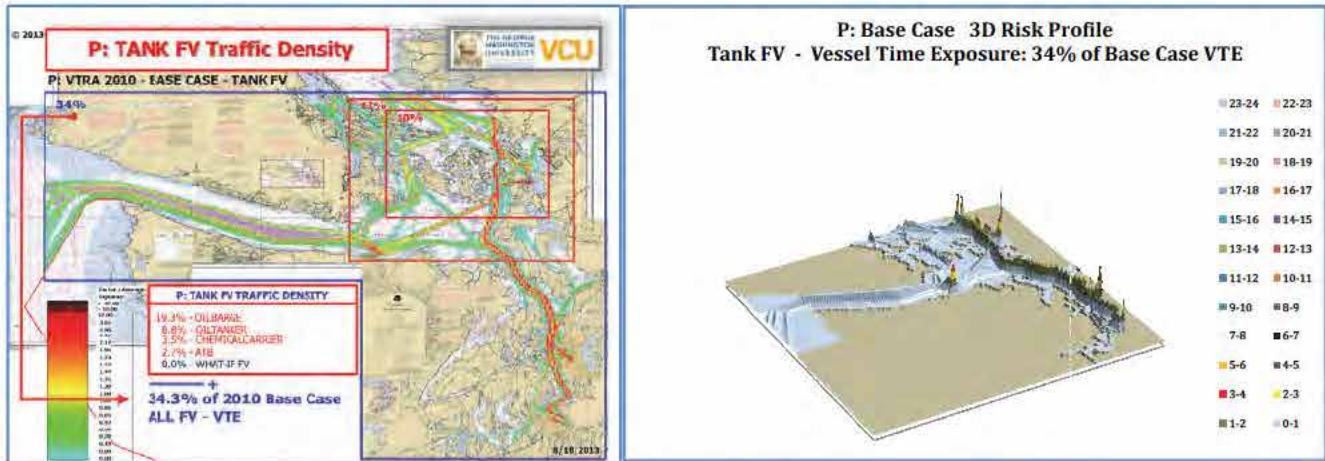 © 2013
P: TANK FV Traffic Density
THE GEORGE
WASHINGTON
UNIVERSITY
VCU
P: VTRA 2010 - BASE CASE - TANK FV
34%
P: TANK FV TRAFFIC DENSITY
19.3% - OILBARGE
8.8% - OILTANKER
3.5% - CHEMICALCARRIER
2.7% - ATB
0.0% - WHAT-IF FV
+
34.3% of 2010 Base Case
ALL FV - VTE
8/18/2013
P: Base Case 3D Risk Profile
Tank FV - Vessel Time Exposure: 34% of Base Case VTE
23-24 22-23
21-22 20-21
19-20 18-19
17-18 16-17
15-16 14-15
13-14 12-13
11-12 10-11
9-10 8-9
7-8 6-7
5-6 4-5
3-4 2-3
1-2 0-1